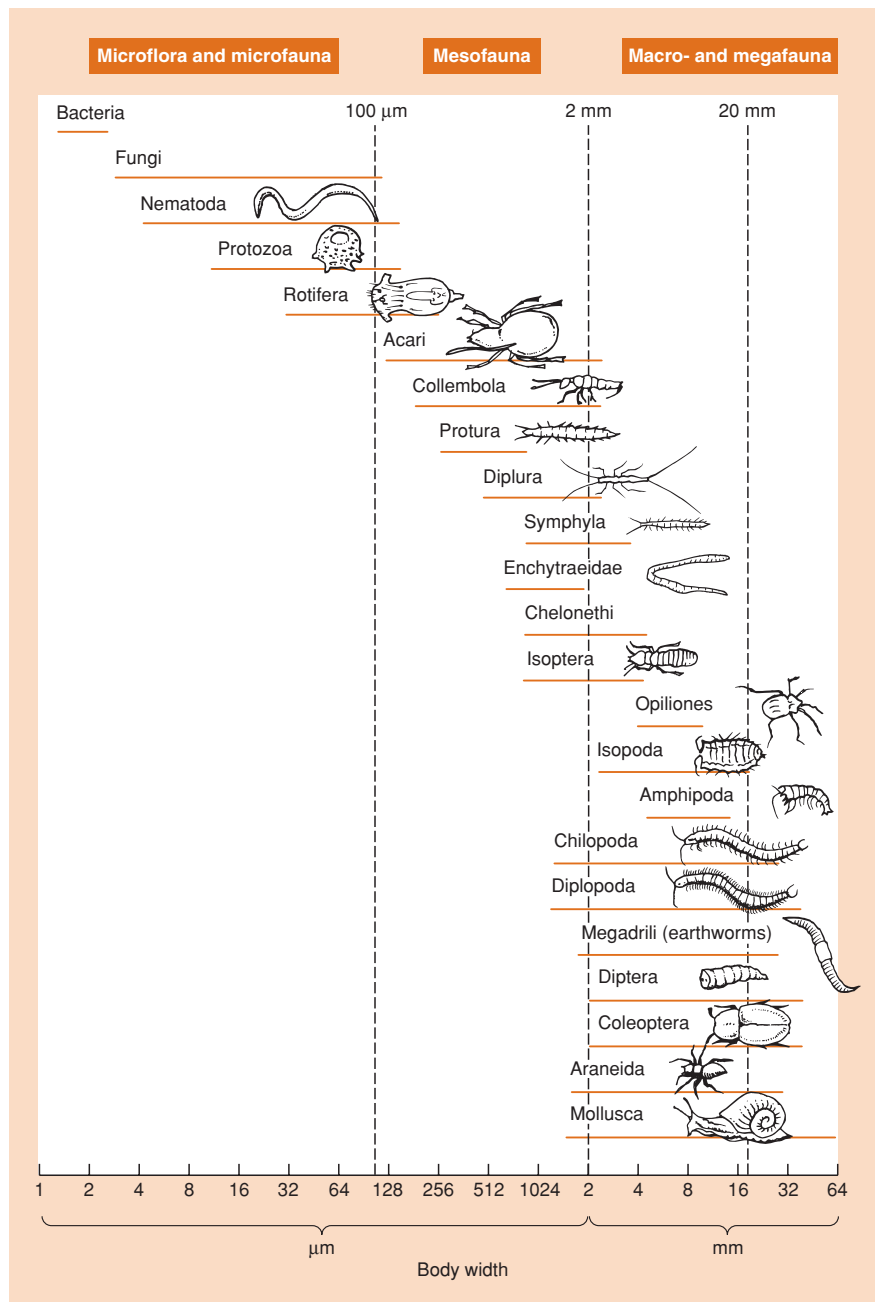 Microflora and microfauna Mesofauna Macro- and megafauna
Bacteria 100 μm 2 mm 20 mm
Fungi
Nematoda
Protozoa
Rotifera
Acari
Collembola
Protura
Diplura
Symphyla
Enchytraeidae
Chelonethi
Isoptera
Opiliones
Isopoda
Amphipoda
Chilopoda
Diplopoda
Megadrili (earthworms)
Diptera
Coleoptera
Araneida
Mollusca
1 2 4 8 16 32 64 128 256 512 1024 2 4 8 16 32 64
μm mm
Body width